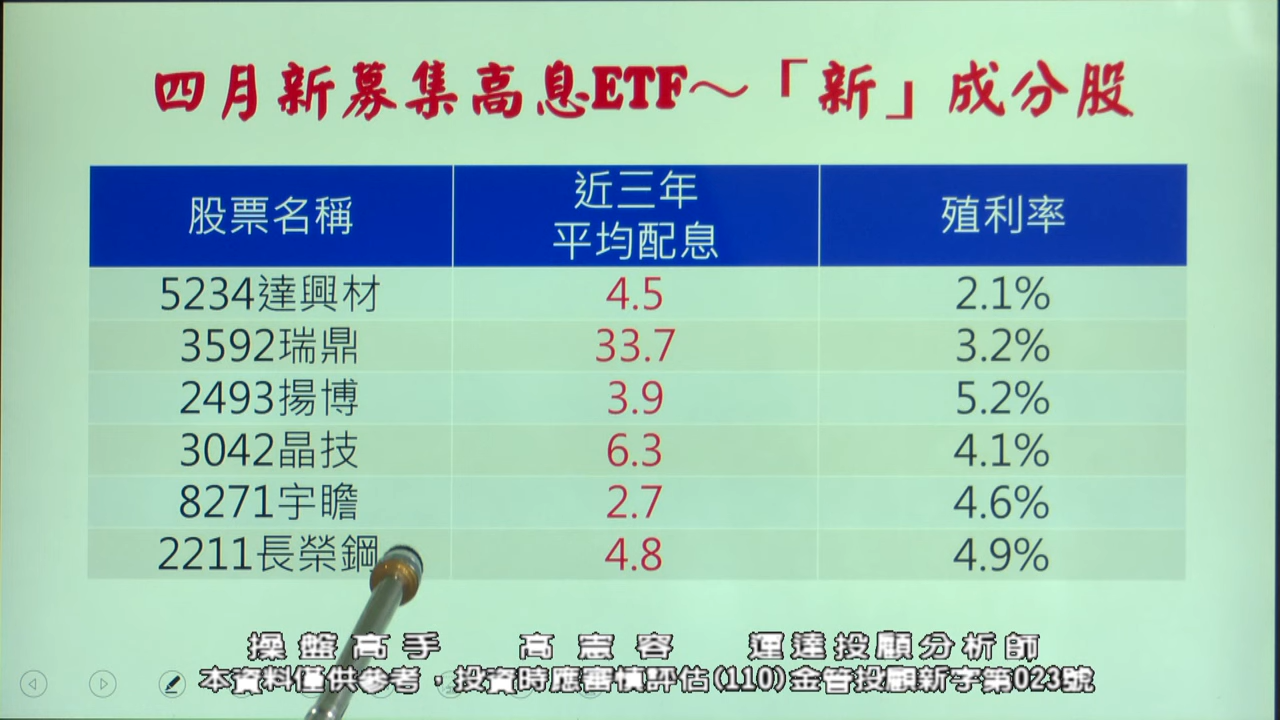 四月新募集高息ETF~「新」成分股
股票名稱 近三年平均配息 殖利率
5234達興材 4.5 2.1%
3592瑞鼎 33.7 3.2%
2493揚博 3.9 5.2%
3042晶技 6.3 4.1%
8271宇瞻 2.7 4.6%
2211長榮鋼 4.8 4.9%
操盤高手 高憲容 運達投顧分析師
本資料僅供參考,投資時應審慎評估(110)金管投顧新字第023號